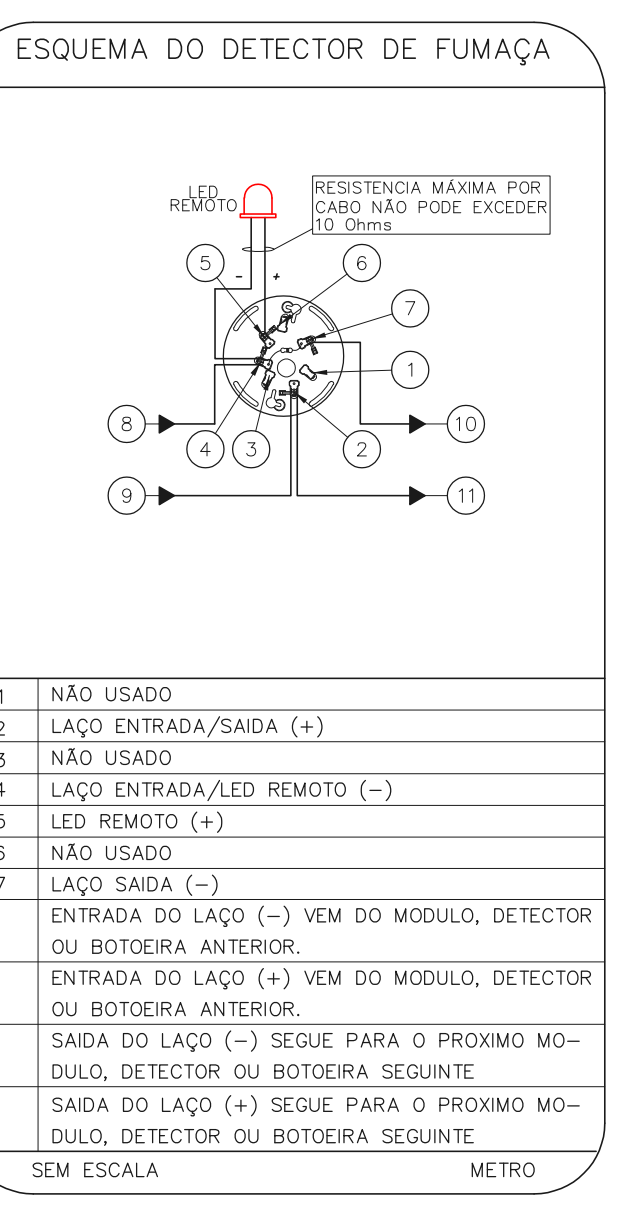 ESQUEMA DO DETECTOR DE FUMAÇA
LED
REMOTO
RESISTENCIA MÁXIMA POR
CABO NÃO PODE EXCEDER
10 Ohms
5
6
- +
7
1
8
10
4
3
2
9
11
1 NÃO USADO
2 LAÇO ENTRADA/SAIDA (+)
3 NÃO USADO
4 LAÇO ENTRADA/LED REMOTO (-)
5 LED REMOTO (+)
6 NÃO USADO
7 LAÇO SAIDA (-)
ENTRADA DO LAÇO (-) VEM DO MODULO, DETECTOR
OU BOTOEIRA ANTERIOR.
ENTRADA DO LAÇO (+) VEM DO MODULO, DETECTOR
OU BOTOEIRA ANTERIOR.
SAIDA DO LAÇO (-) SEGUE PARA O PROXIMO MO-
DULO, DETECTOR OU BOTOEIRA SEGUINTE
SAIDA DO LAÇO (+) SEGUE PARA O PROXIMO MO-
DULO, DETECTOR OU BOTOEIRA SEGUINTE
SEM ESCALA METRO